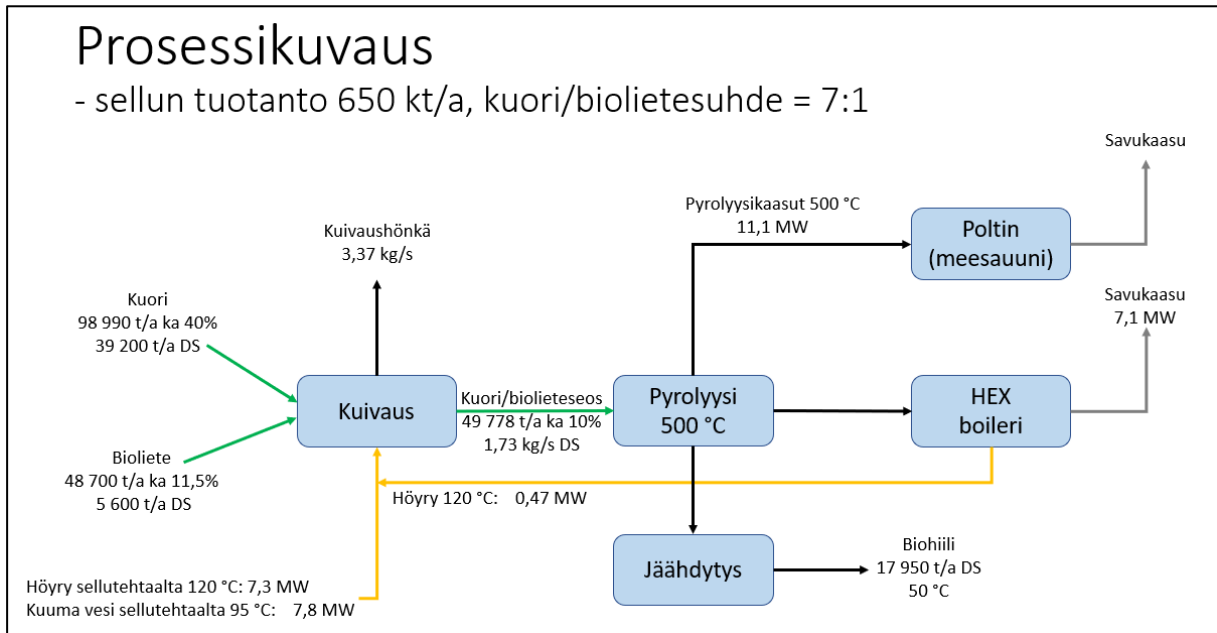 Prosessikuvaus
- sellun tuotanto 650 kt/a, kuori/biolietesuhde = 7:1
Savukaasu
Pyrolyysikaasut 500 °C
11,1 MW
Poltin
(meesauuni)
Kuivaushönkä
3,37 kg/s
Kuori
98 990 t/a ka 40%
39 200 t/a DS
Savukaasu
7,1 MW
Kuivaus
Kuori/biolieteseos
49 778 t/a ka 10%
1,73 kg/s DS
Pyrolyysi
500 °C
HEX
boileri
Bioliete
48 700 t/a ka 11,5%
5 600 t/a DS
Höyry 120 °C: 0,47 MW
Jäähdytys
Biohiili
17 950 t/a DS
50 °C
Höyry sellutehtaalta 120 °C: 7,3 MW
Kuuma vesi sellutehtaalta 95 °C: 7,8 MW